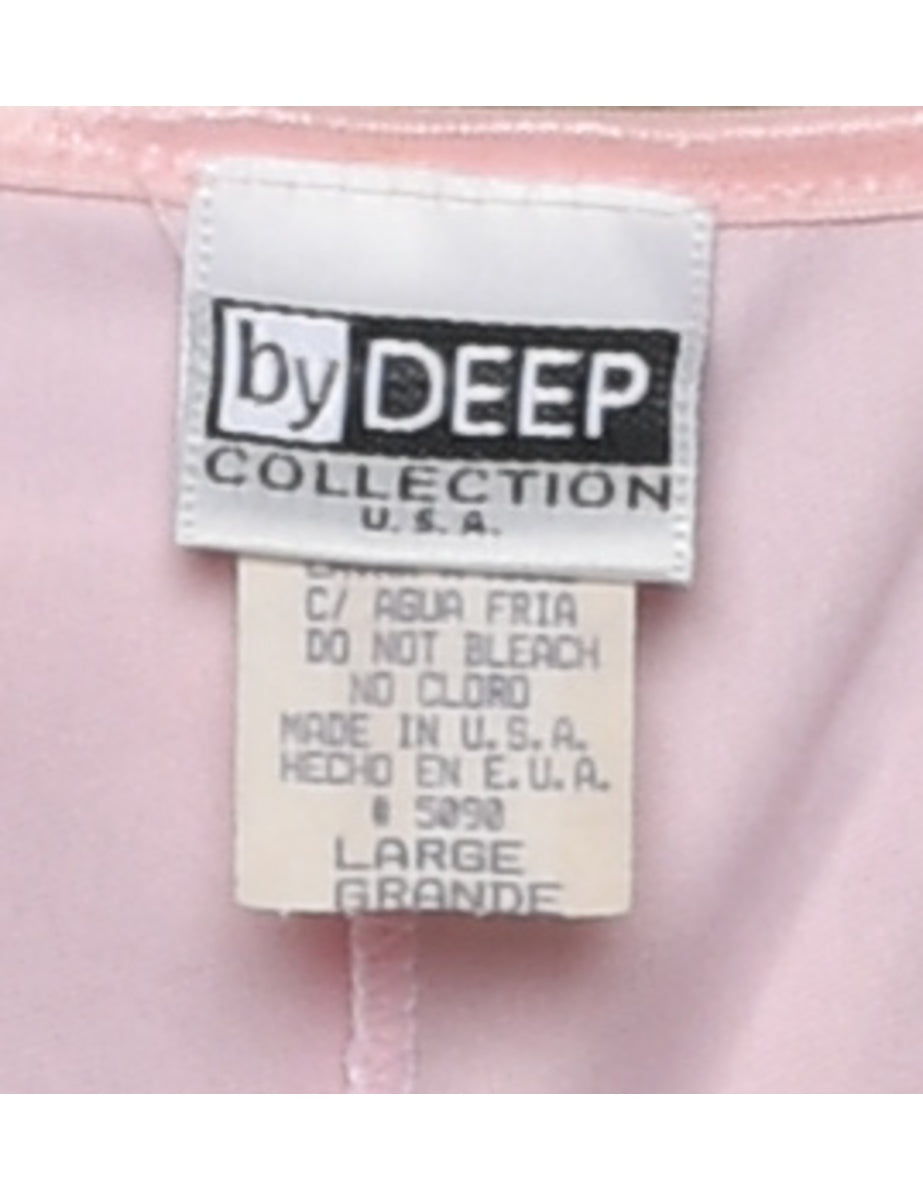 by DEEP
COLLECTION
U.S.A.
C/ AGUA FRIA
DO NOT BLEACH
NO CLORO
MADE IN U.S.A.
HECHO EN E.U.A.
# 5090
LARGE
GRANDE